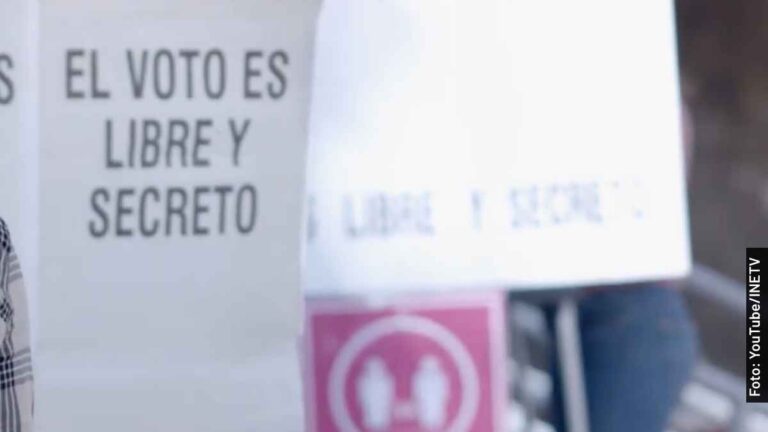 S
EL VOTO ES
LIBRE Y
SECRETO
S LIBRE Y SECRETO
Foto: YouTube/INETV